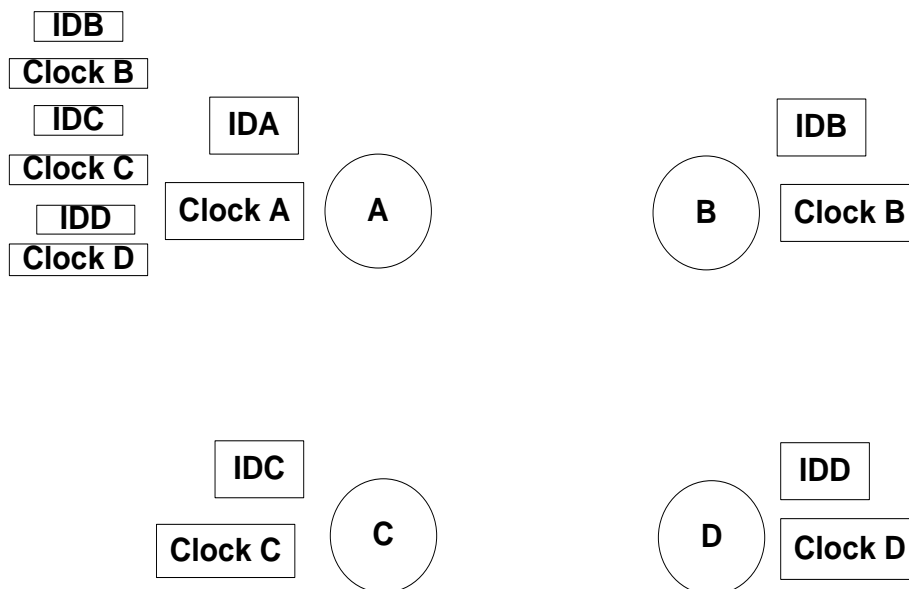 IDB
Clock B
IDC
Clock C
IDD
Clock D
IDA
Clock A
A
IDB
B
Clock B
IDC
Clock C
C
IDD
D
Clock D